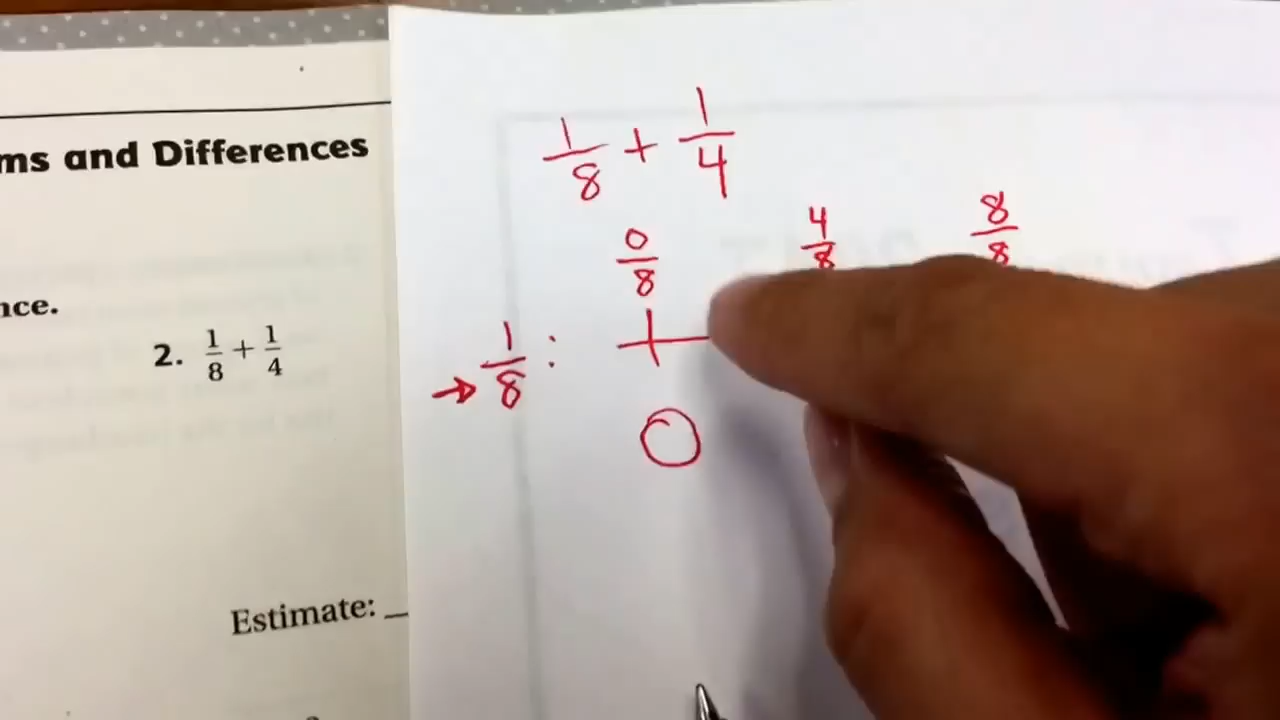 ms and Differences
nce.
2. 1/8 + 1/4
Estimate:
1/8 + 1/4
0/8 4/8 8/8
→ 1/8 :
0